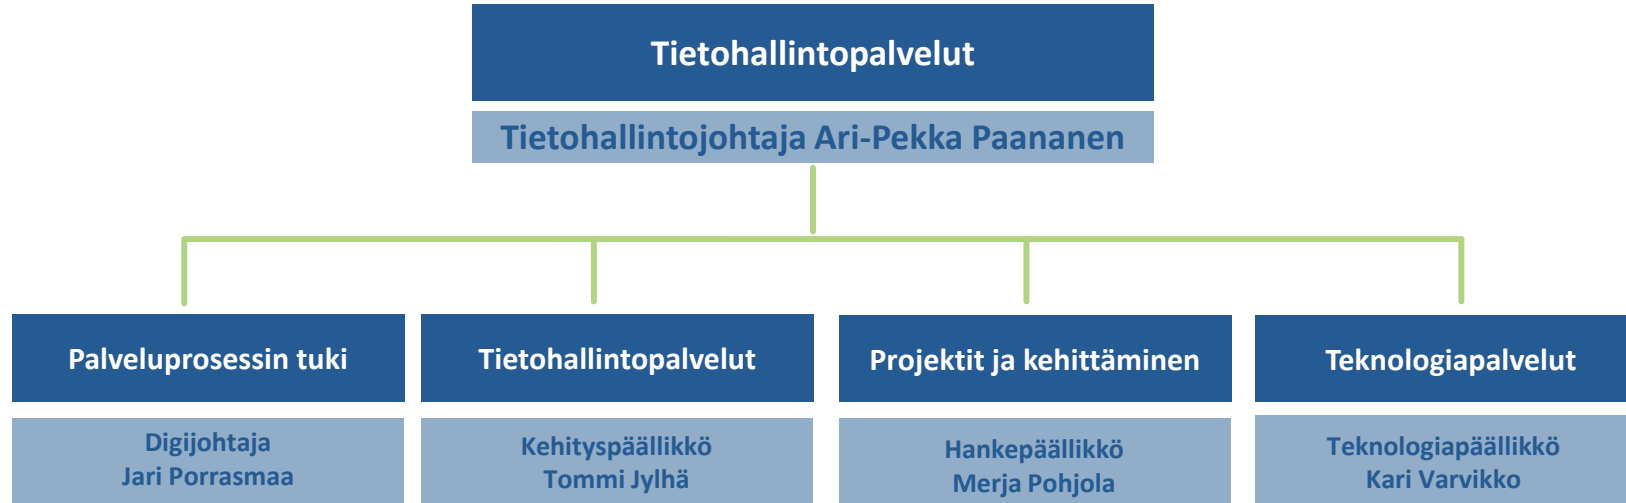 Tietohallintopalvelut
Tietohallintojohtaja Ari-Pekka Paananen
Palveluprosessin tuki
Digijohtaja
Jari Porrasmaa
Tietohallintopalvelut
Kehityspäällikkö
Tommi Jylhä
Projektit ja kehittäminen
Hankepäällikkö
Merja Pohjola
Teknologiapalvelut
Teknologiapäällikkö
Kari Varvikko